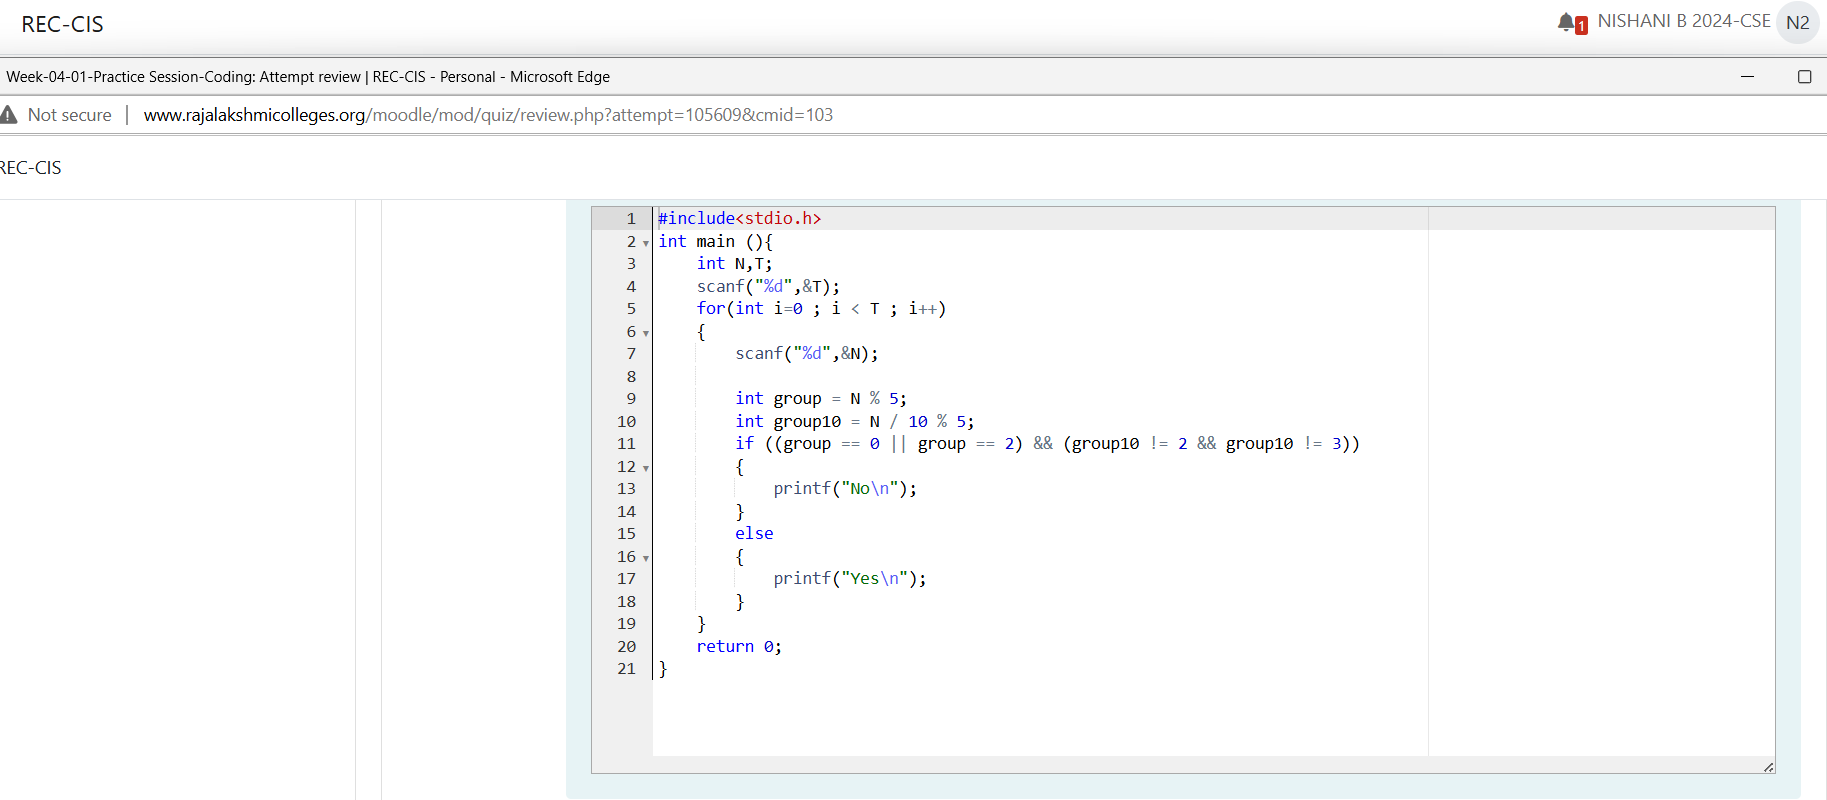 REC-CIS
1
NISHANI B 2024-CSE
N2
Week-04-01-Practice Session-Coding: Attempt review | REC-CIS - Personal - Microsoft Edge
Not secure
www.rajalakshmicolleges.org/moodle/mod/quiz/review.php?attempt=105609&cmid=103
REC-CIS
1 #include<stdio.h>
2 int main (){
3     int N,T;
4     scanf("%d",&T);
5     for(int i=0 ; i < T ; i++)
6     {
7         scanf("%d",&N);
8
9         int group = N % 5;
10         int group10 = N / 10 % 5;
11         if ((group == 0 || group == 2) && (group10 != 2 && group10 != 3))
12         {
13             printf("No\n");
14         }
15         else
16         {
17             printf("Yes\n");
18         }
19     }
20     return 0;
21 }